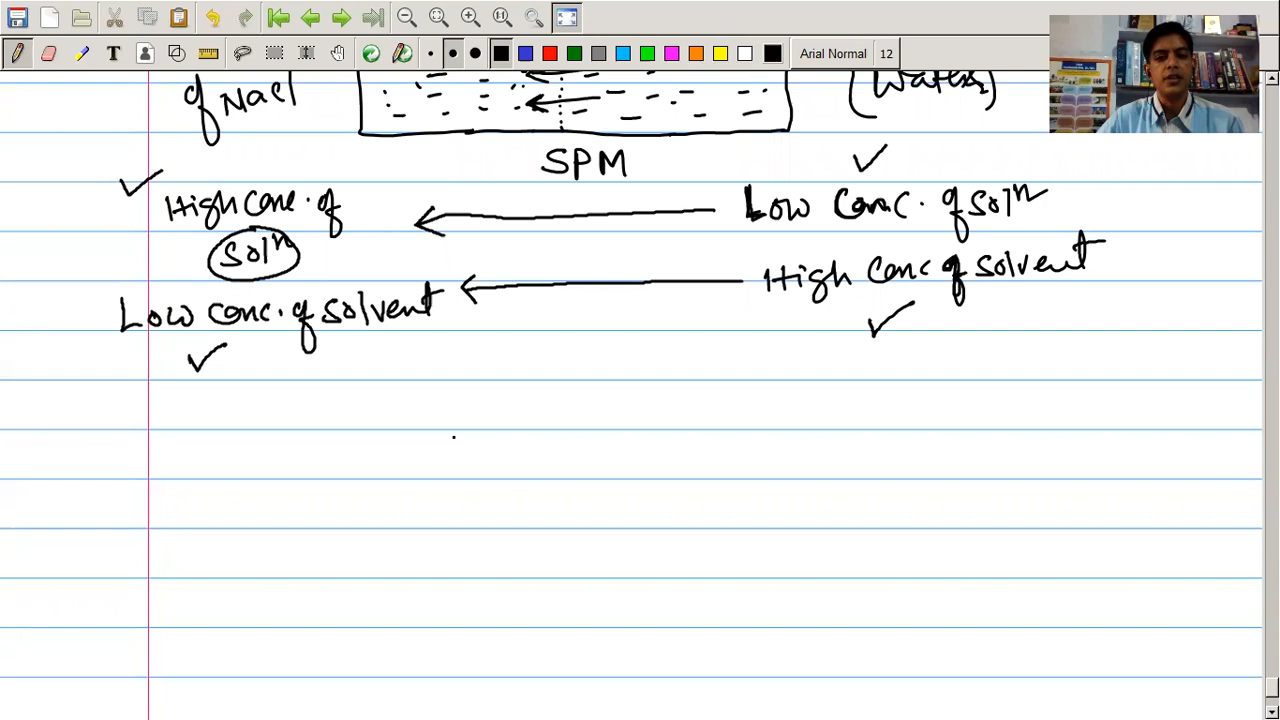 Arial Normal 12
of NaCl
(Water)
SPM
High conc. of
Soln
Low conc. of soln
High conc of solvent
Low conc. of solvent